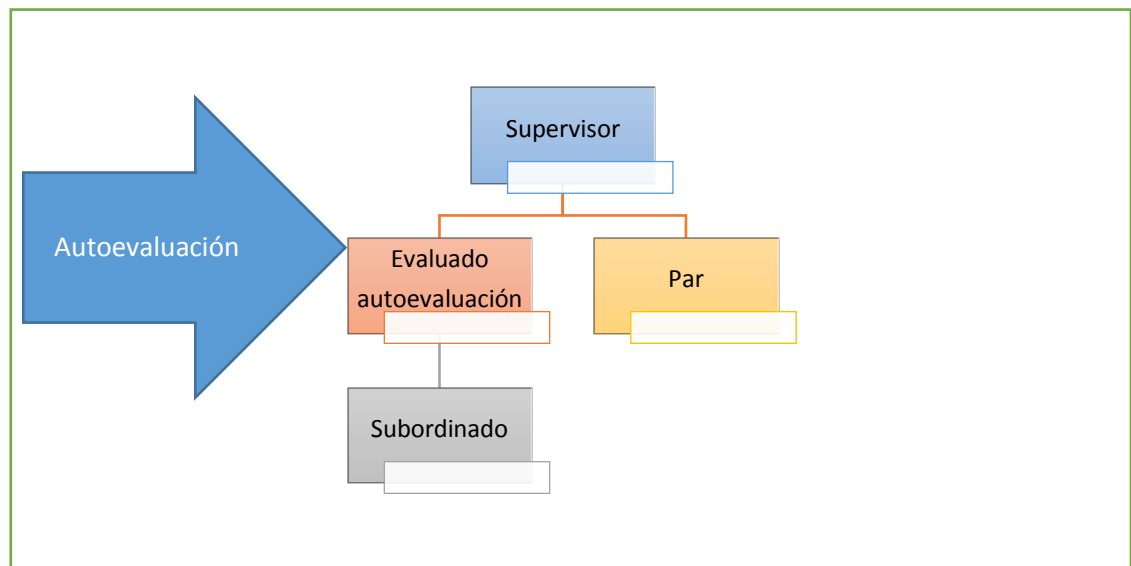 Supervisor
Autoevaluación
Evaluado
autoevaluación
Par
Subordinado